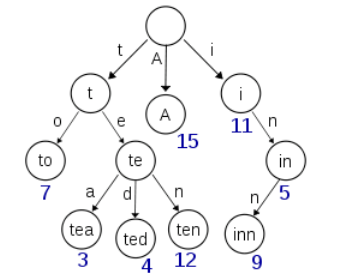 t A i
t A i
15 11
o e n
to te in
7 5
a d n n
tea ted ten inn
3 4 12 9